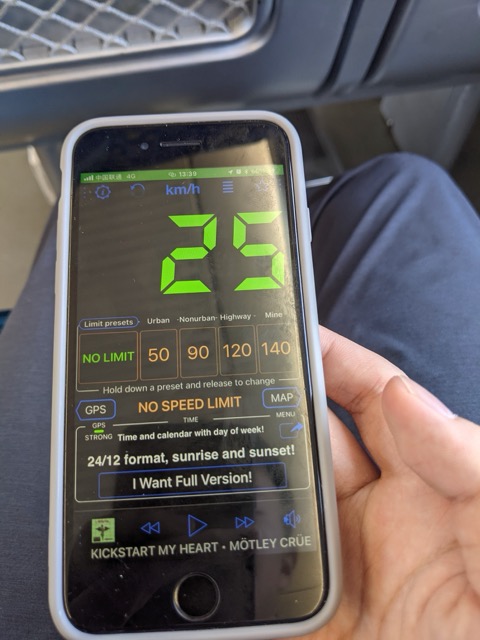 中国联通 4G 13:39
km/h
25
Limit presets Urban Nonurban Highway Mine
NO LIMIT 50 90 120 140
Hold down a preset and release to change
GPS NO SPEED LIMIT MAP
GPS TIME MENU
STRONG Time and calendar with day of week!
24/12 format, sunrise and sunset!
I Want Full Version!
KICKSTART MY HEART • MÖTLEY CRÜE